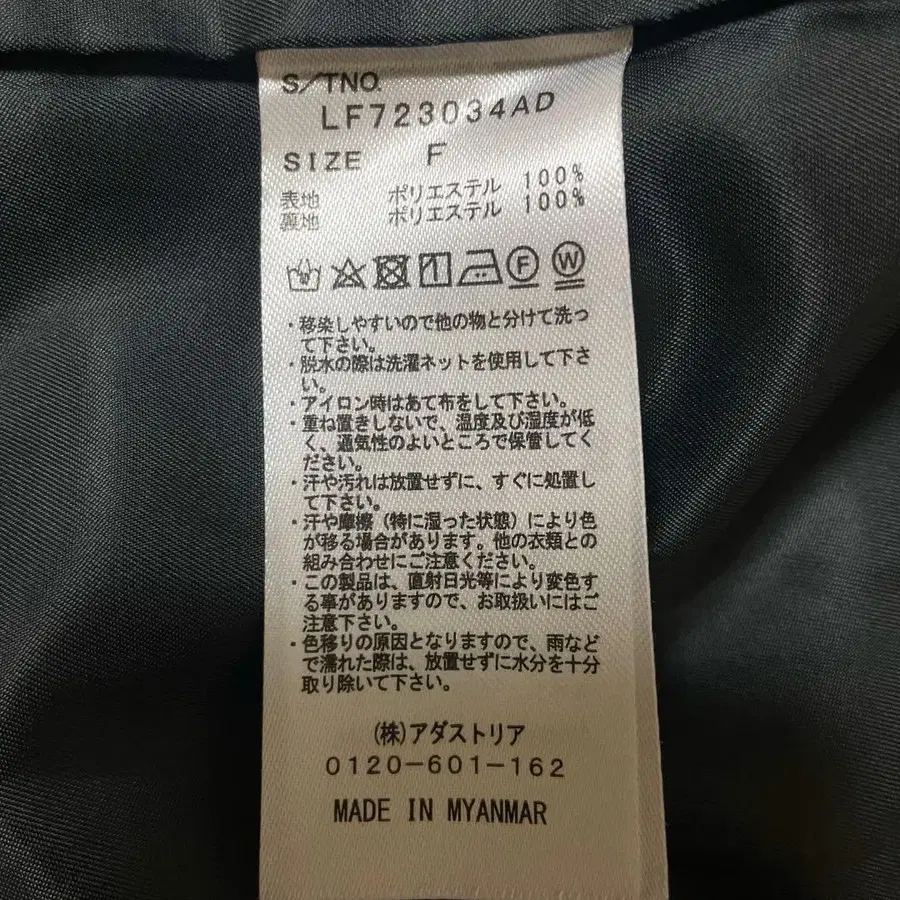 S/TNO.
LF723034AD
SIZE F
表地 ポリエステル 100%
裏地 ポリエステル 100%
F W
・移染しやすいので他の物と分けて洗っ
て下さい。
・脱水の際は洗濯ネットを使用して下さ
い。
・アイロン時はあて布をして下さい。
・重ね置きしないで、温度及び湿度が低
く、通気性のよいところで保管してく
ださい。
・汗や汚れは放置せずに、すぐに処置し
て下さい。
・汗や摩擦（特に湿った状態）により色
が移る場合があります。他の衣類との
組み合わせにご注意ください。
・この製品は、直射日光等により変色す
る事がありますので、お取扱いにはご
注意下さい。
・色移りの原因となりますので、雨など
で濡れた際は、放置せずに水分を十分
取り除いて下さい。
(株)アダストリア
0120-601-162
MADE IN MYANMAR